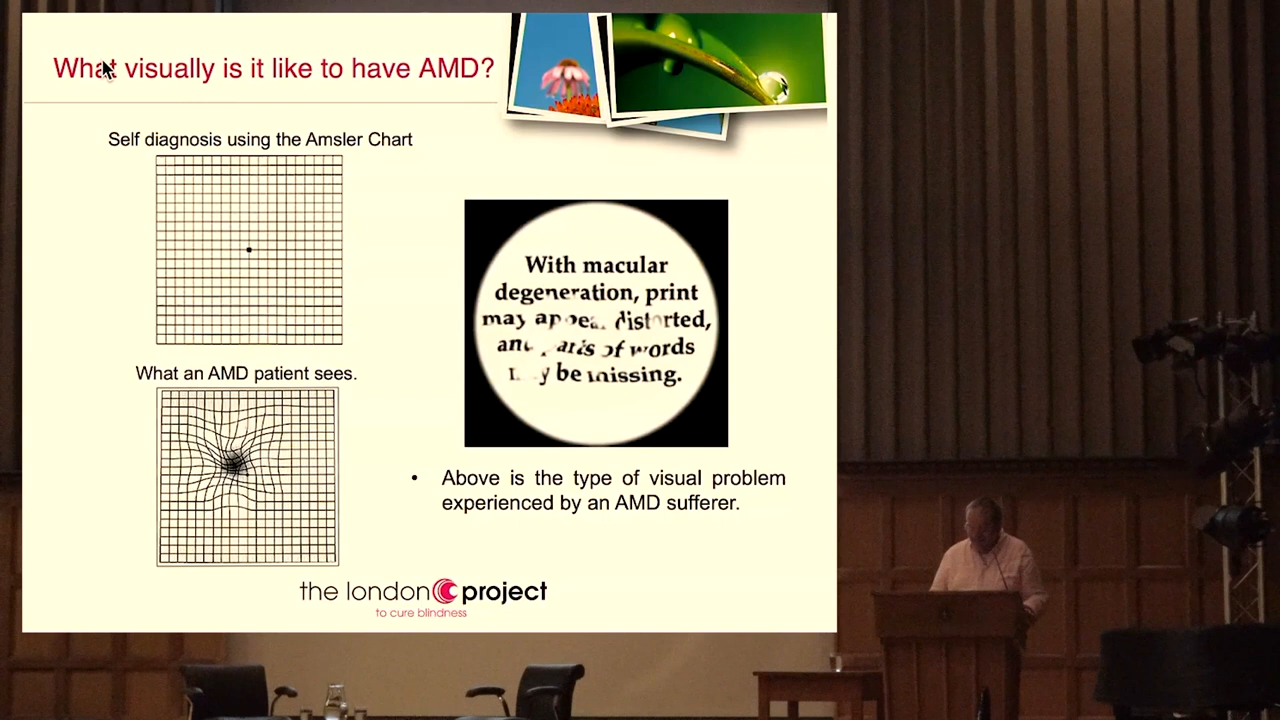 What visually is it like to have AMD?
Self diagnosis using the Amsler Chart
What an AMD patient sees.
With macular
degeneration, print
may appear distorted,
and parts of words
may be missing.
• Above is the type of visual problem
experienced by an AMD sufferer.
the london project
to cure blindness